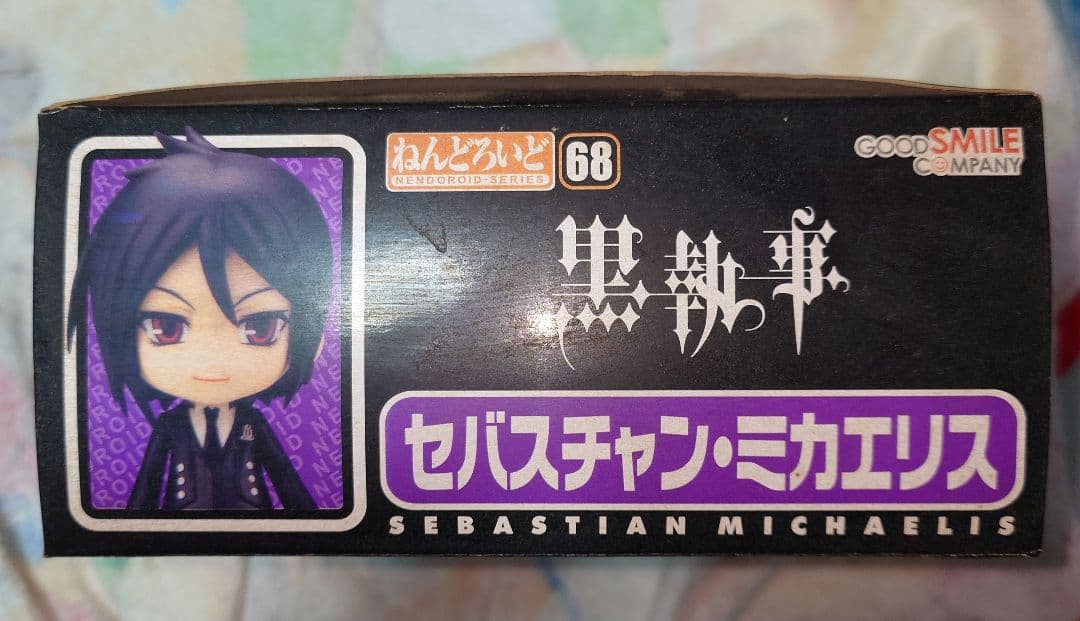 ねんどろいど
NENDOROID・SERIES
68
GOOD SMILE
COMPANY
黒執事
セバスチャン・ミカエリス
SEBASTIAN MICHAELIS